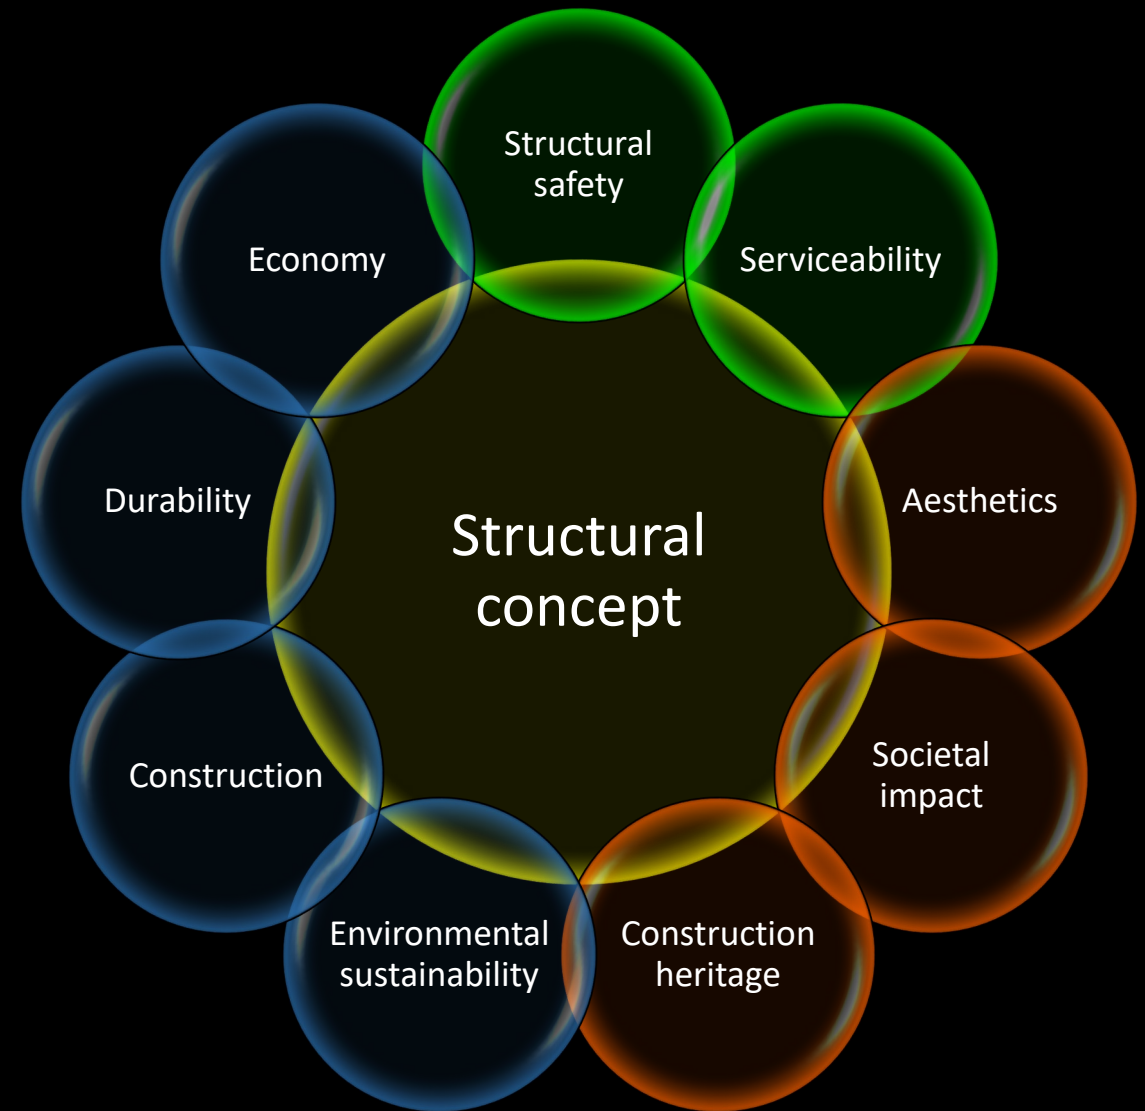 Structural
safety
Economy
Serviceability
Durability
Aesthetics
Structural
concept
Construction
Societal
impact
Environmental
sustainability
Construction
heritage